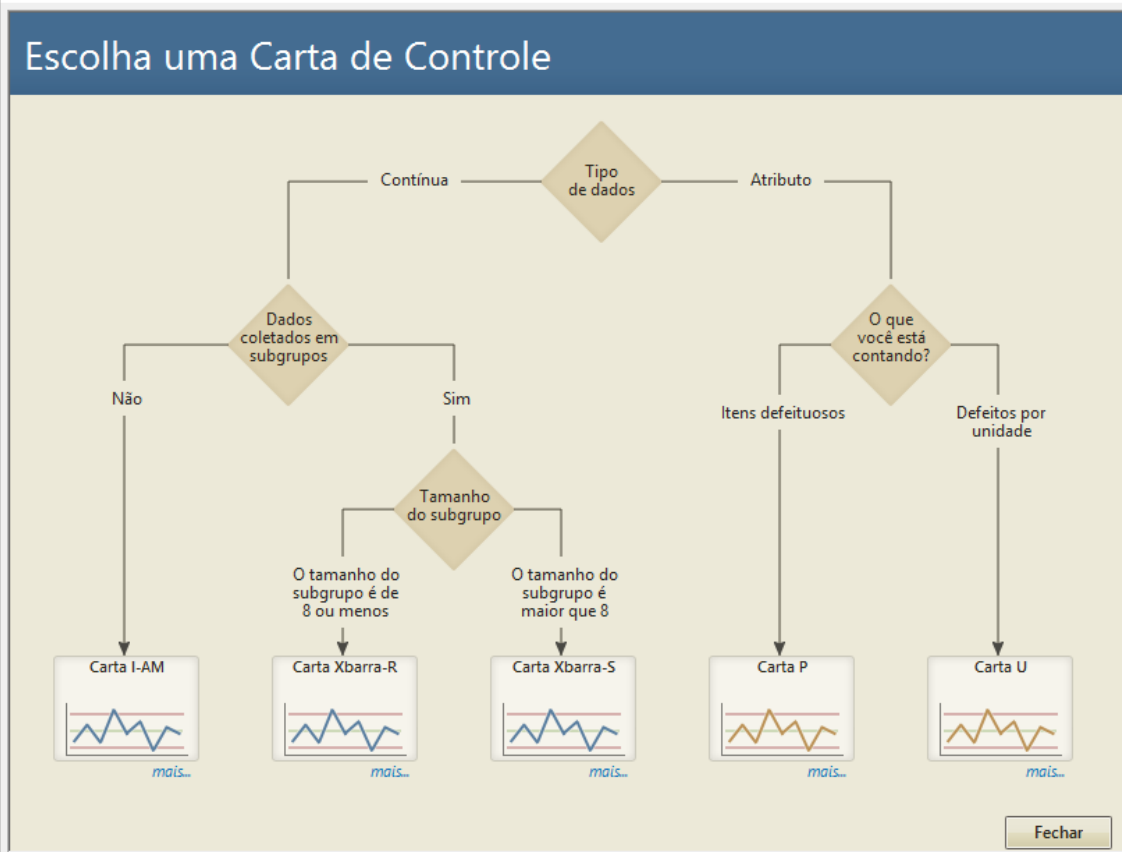 Escolha uma Carta de Controle
Tipo
de dados
Contínua
Atributo
Dados
coletados em
subgrupos
O que
você está
contando?
Não
Sim
Itens defeituosos
Defeitos por
unidade
Tamanho
do subgrupo
O tamanho do
subgrupo é de
8 ou menos
O tamanho do
subgrupo é
maior que 8
Carta I-AM
Carta Xbarra-R
Carta Xbarra-S
Carta P
Carta U
mais...
mais...
mais...
mais...
mais...
Fechar